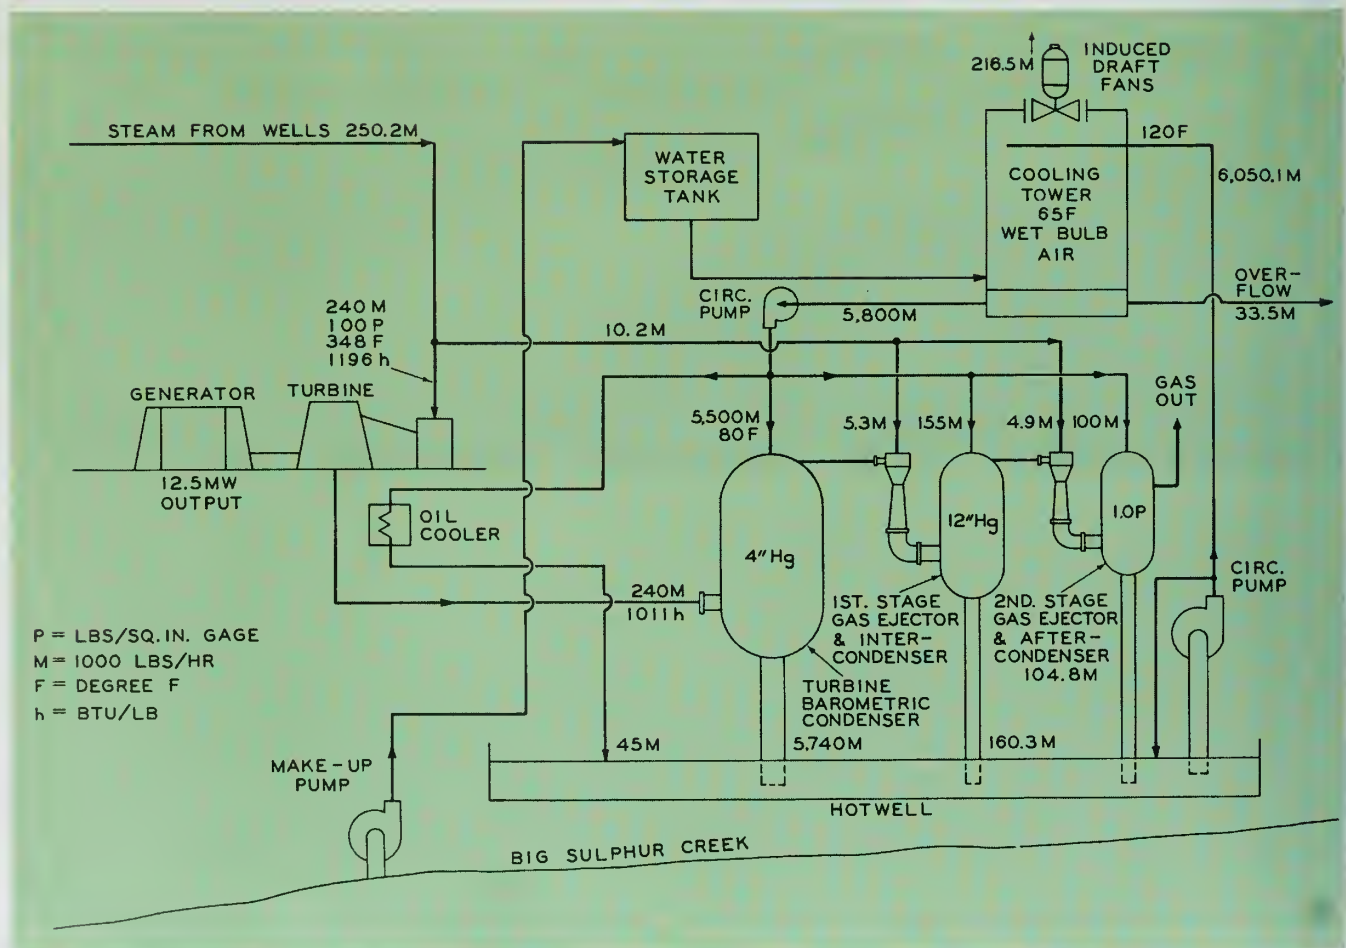 216.5M
INDUCED
DRAFT
FANS
STEAM FROM WELLS 250.2M
120F
WATER
STORAGE
TANK
COOLING
TOWER
65F
WET BULB
AIR
6,050.1M
CIRC.
PUMP
5,800M
OVER-
FLOW
33.5M
240M
100P
348F
1196h
10.2M
GENERATOR
TURBINE
GAS
OUT
5,500M
80F
5.3M
155M
4.9M
100M
12.5MW
OUTPUT
OIL
COOLER
4"Hg
12"Hg
1.0P
CIRC.
PUMP
240M
1011h
1ST. STAGE
GAS EJECTOR
& INTER-
CONDENSER
2ND. STAGE
GAS EJECTOR
& AFTER-
CONDENSER
104.8M
P = LBS/SQ.IN. GAGE
M = 1000 LBS/HR
F = DEGREE F
h = BTU/LB
TURBINE
BAROMETRIC
CONDENSER
45M
5,740M
160.3M
MAKE-UP
PUMP
HOTWELL
BIG SULPHUR CREEK